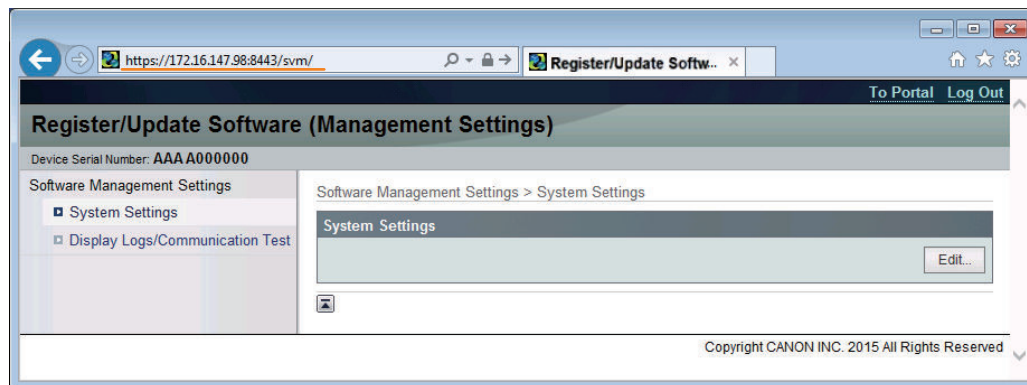 https://172.16.147.98:8443/svm/
Register/Update Softw...
To Portal Log Out
Register/Update Software (Management Settings)
Device Serial Number: AAAA000000
Software Management Settings
System Settings
Display Logs/Communication Test
Software Management Settings > System Settings
System Settings
Edit...
Copyright CANON INC. 2015 All Rights Reserved